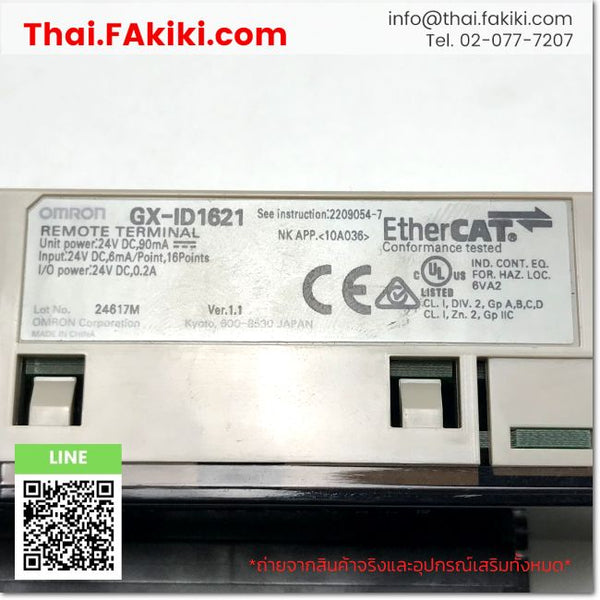 Thai.FAkiki.com
info@thai.fakiki.com
Tel. 02-077-7207
OMRON GX-ID1621
See instruction:2209054-7
REMOTE TERMINAL
NK APP.<10A036>
Unit power:24V DC,90mA
Input:24V DC,6mA/Point,16Points
I/O power:24V DC,0.2A
EtherCAT®
Conformance tested
CE
C UL US
LISTED
IND. CONT. EQ.
FOR HAZ. LOC.
6VA2
CL. I, DIV. 2, Gp A,B,C,D
CL. I, Zn. 2, Gp IIC
Lot No. 24617M Ver.1.1
OMRON Corporation Kyoto, 600-8530 JAPAN
MADE IN CHINA
LINE
*ถ่ายจากสินค้าจริงและอุปกรณ์เสริมทั้งหมด*